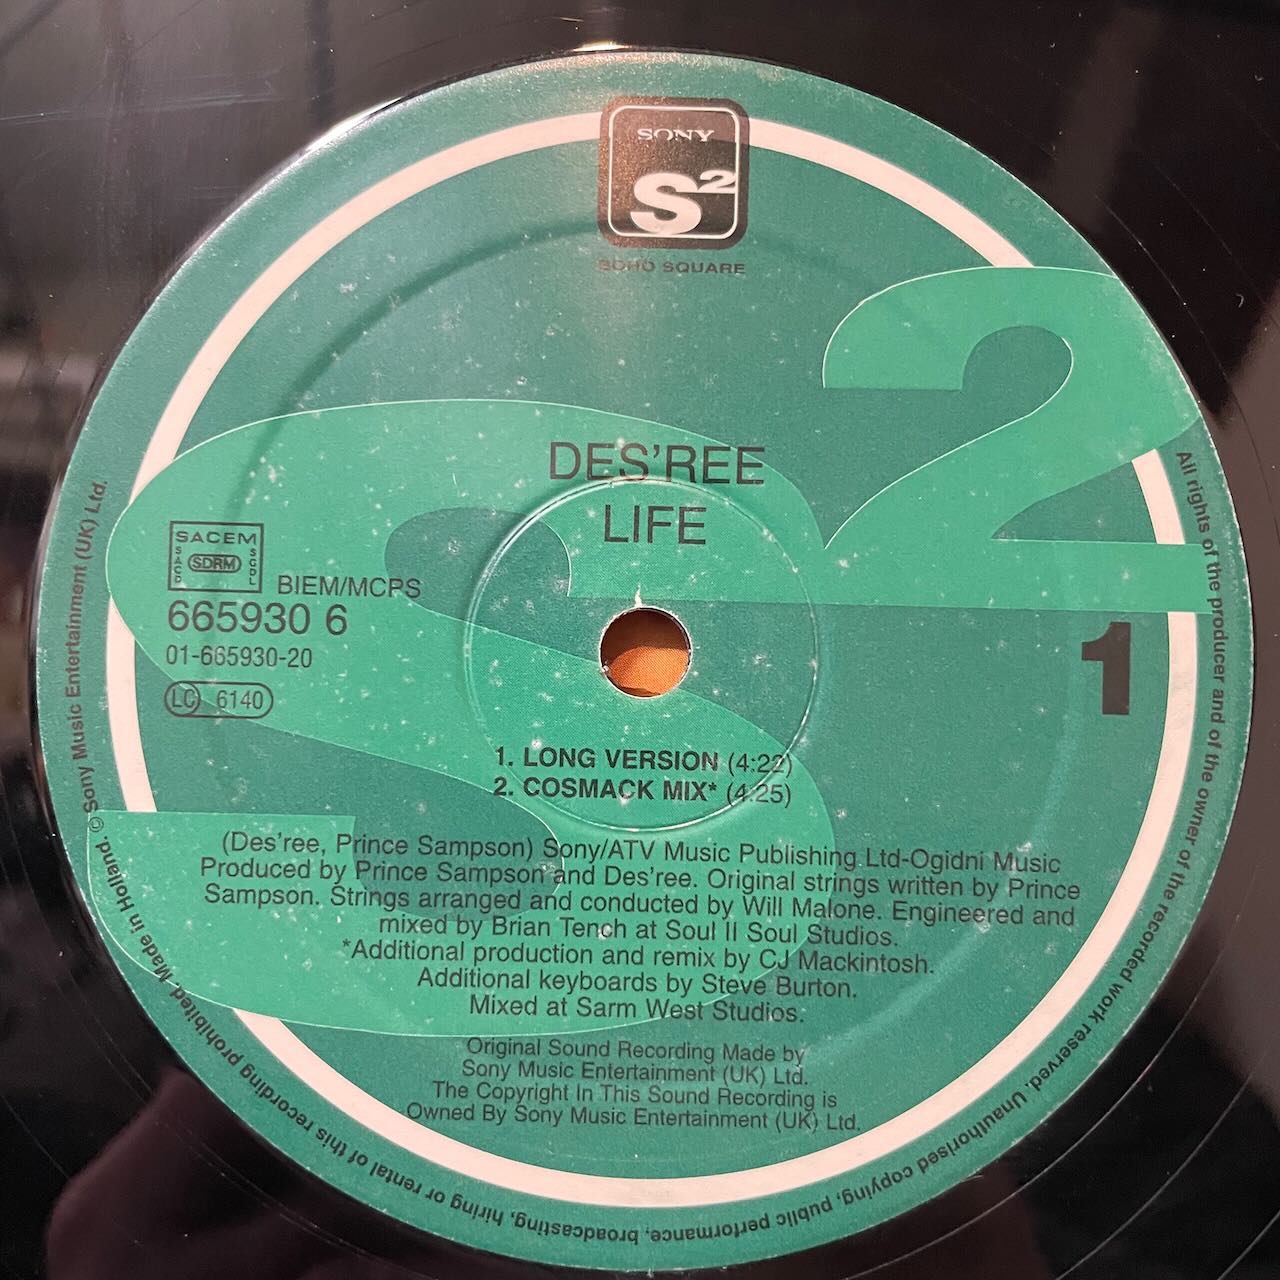 SONY
S2
SOHO SQUARE
S2
DES'REE
LIFE
SACEM
SACD
SDRM
SGDL
BIEM/MCPS
665930 6
01-665930-20
LC 6140
1
1. LONG VERSION (4:22)
2. COSMACK MIX* (4:25)
(Des'ree, Prince Sampson) Sony/ATV Music Publishing Ltd-Ogidni Music
Produced by Prince Sampson and Des'ree. Original strings written by Prince
Sampson. Strings arranged and conducted by Will Malone. Engineered and
mixed by Brian Tench at Soul II Soul Studios.
*Additional production and remix by CJ Mackintosh.
Additional keyboards by Steve Burton.
Mixed at Sarm West Studios.
Original Sound Recording Made by
Sony Music Entertainment (UK) Ltd.
The Copyright In This Sound Recording is
Owned By Sony Music Entertainment (UK) Ltd.
All rights of the producer and of the owner of the recorded work reserved. Unauthorised copying, public performance, broadcasting, hiring or rental of this recording prohibited. Made in Holland. © Sony Music Entertainment (UK) Ltd.